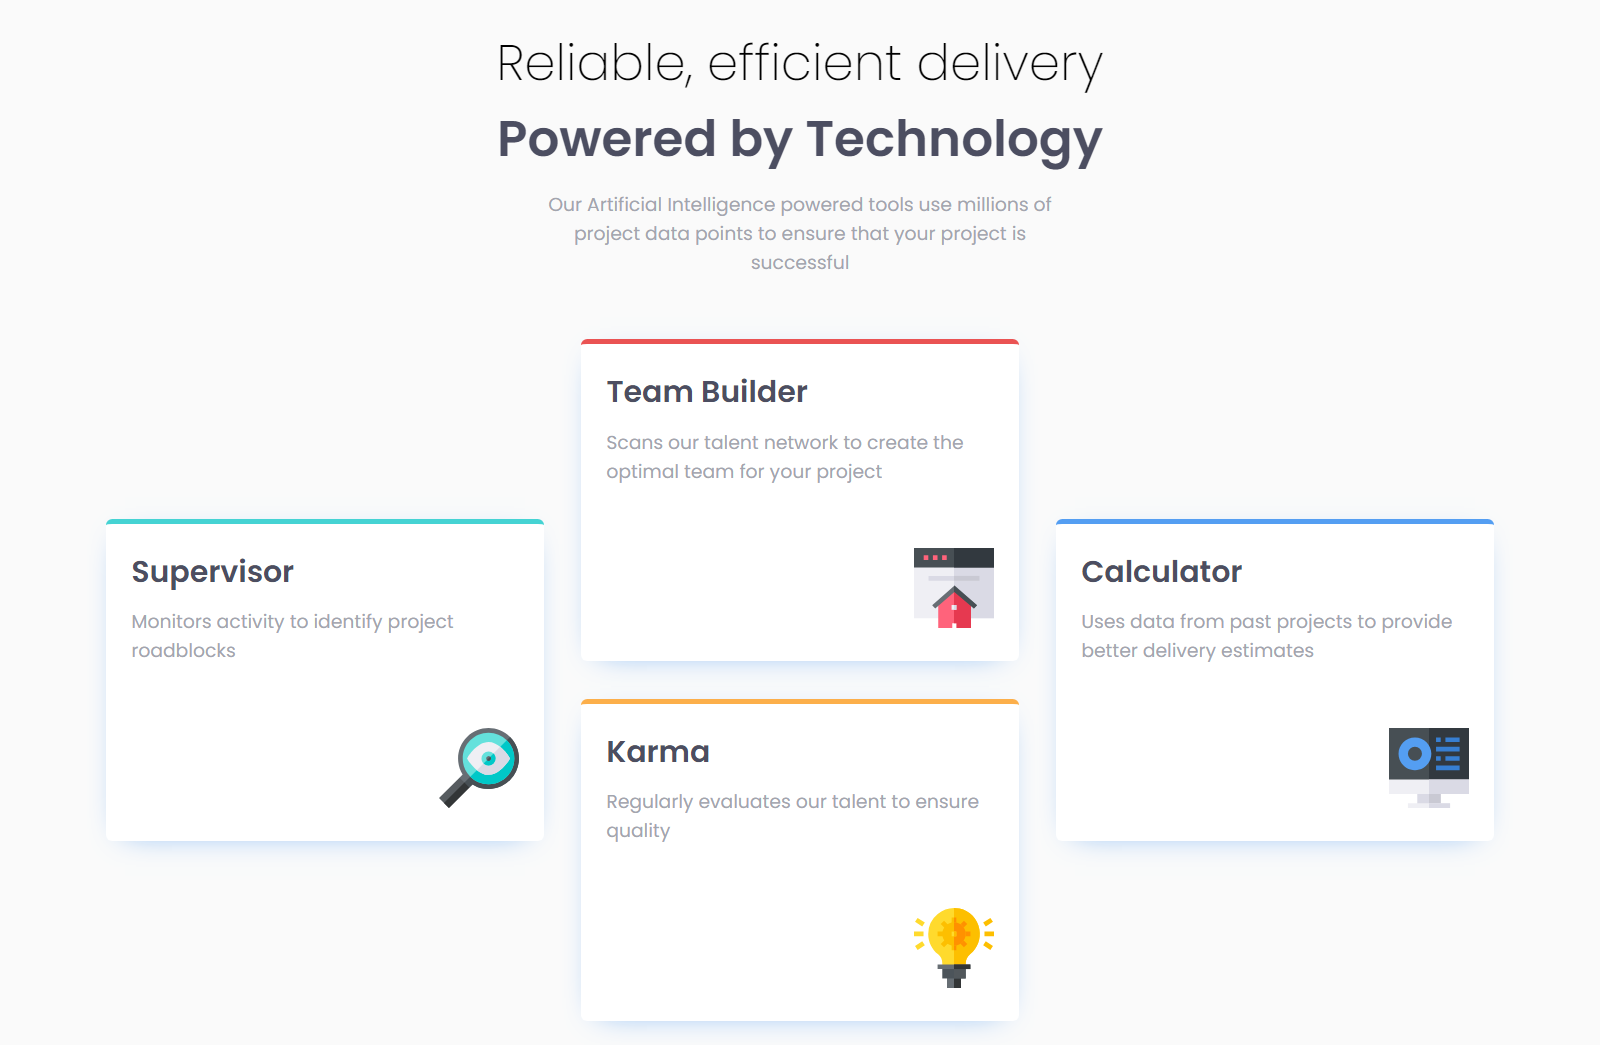 Reliable, efficient delivery
Powered by Technology
Our Artificial Intelligence powered tools use millions of
project data points to ensure that your project is
successful
Team Builder
Scans our talent network to create the
optimal team for your project
Supervisor
Monitors activity to identify project
roadblocks
Calculator
Uses data from past projects to provide
better delivery estimates
Karma
Regularly evaluates our talent to ensure
quality